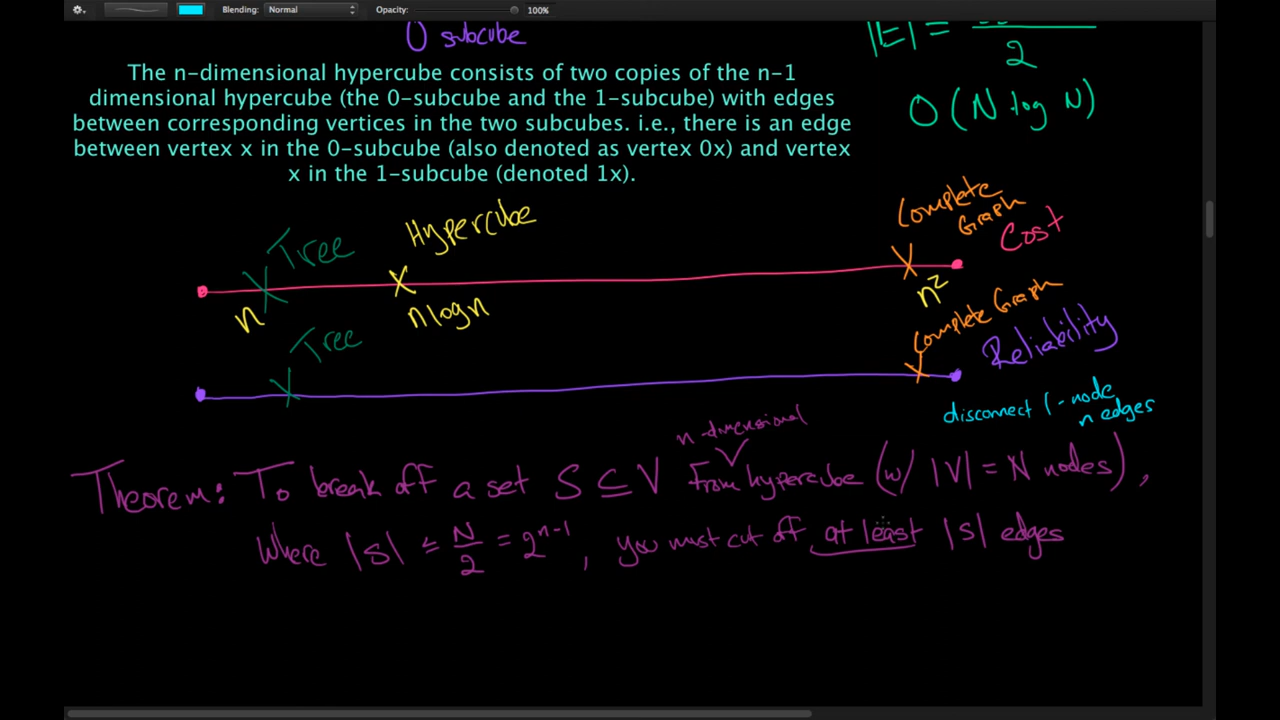 Blending: Normal Opacity: 100%
() subcube
|E| =
2
O(N log N)
The n-dimensional hypercube consists of two copies of the n-1
dimensional hypercube (the 0-subcube and the 1-subcube) with edges
between corresponding vertices in the two subcubes. i.e., there is an edge
between vertex x in the 0-subcube (also denoted as vertex 0x) and vertex
x in the 1-subcube (denoted 1x).
Tree
Hypercube
Complete
Graph
Cost
n
nlogn
n²
Tree
Complete Graph
Reliability
disconnect 1-node
n edges
n-dimensional
Theorem: To break off a set S ⊆ V from hypercube (w/ |V| = N nodes),
where |S| ≤ N/2 = 2^{n-1}, you must cut off at least |S| edges